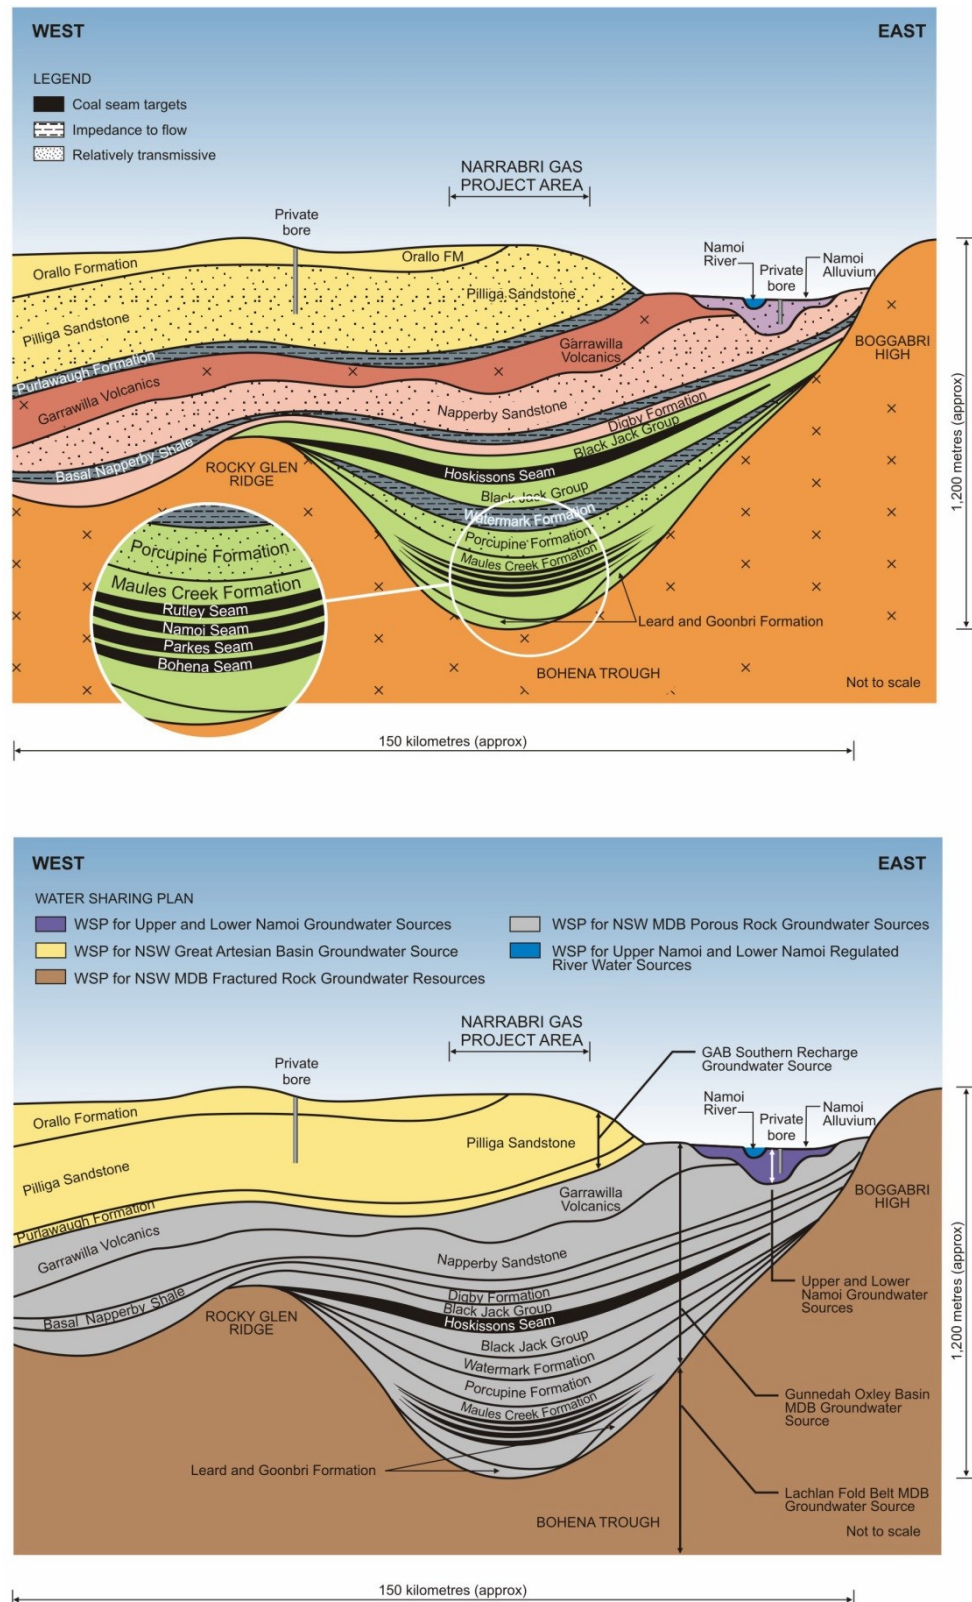 WEST
EAST
LEGEND
Coal seam targets
Impedance to flow
Relatively transmissive
NARRABRI GAS
PROJECT AREA
Private
bore
Orallo Formation
Orallo FM
Pilliga Sandstone
Pilliga Sandstone
Namoi
River
Private
bore
Namoi
Alluvium
Purlawaugh Formation
Garrawilla Volcanics
Garrawilla
Volcanics
BOGGABRI
HIGH
Napperby Sandstone
Digby Formation
Black Jack Group
Basal Napperby Shale
ROCKY GLEN
RIDGE
Hoskissons Seam
Black Jack Group
Watermark Formation
Porcupine Formation
Maules Creek Formation
Porcupine Formation
Maules Creek Formation
Rutley Seam
Namoi Seam
Parkes Seam
Bohena Seam
Leard and Goonbri Formation
BOHENA TROUGH
Not to scale
1,200 metres (approx)
150 kilometres (approx)
WEST
EAST
WATER SHARING PLAN
WSP for Upper and Lower Namoi Groundwater Sources
WSP for NSW Great Artesian Basin Groundwater Source
WSP for NSW MDB Fractured Rock Groundwater Resources
WSP for NSW MDB Porous Rock Groundwater Sources
WSP for Upper Namoi and Lower Namoi Regulated
River Water Sources
NARRABRI GAS
PROJECT AREA
Private
bore
GAB Southern Recharge
Groundwater Source
Orallo Formation
Pilliga Sandstone
Pilliga Sandstone
Namoi
River
Private
bore
Namoi
Alluvium
Purlawaugh Formation
Garrawilla Volcanics
Garrawilla
Volcanics
BOGGABRI
HIGH
Napperby Sandstone
Basal Napperby Shale
ROCKY GLEN
RIDGE
Digby Formation
Black Jack Group
Hoskissons Seam
Black Jack Group
Watermark Formation
Porcupine Formation
Maules Creek Formation
Upper and Lower
Namoi Groundwater
Sources
Gunnedah Oxley Basin
MDB Groundwater
Source
Leard and Goonbri Formation
Lachlan Fold Belt MDB
Groundwater Source
BOHENA TROUGH
Not to scale
1,200 metres (approx)
150 kilometres (approx)